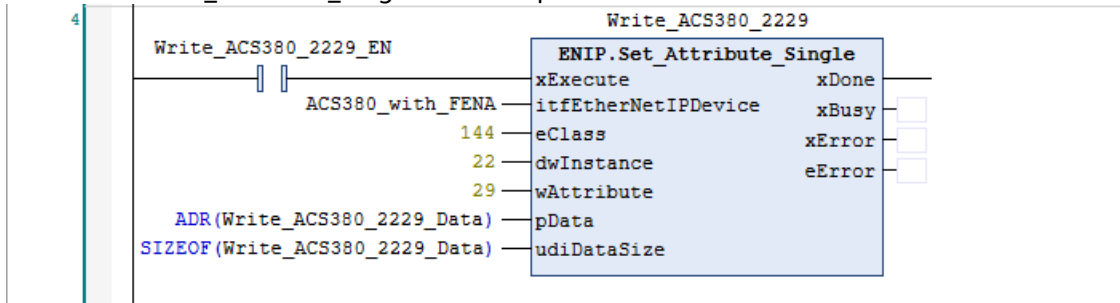 4
Write_ACS380_2229
Write_ACS380_2229_EN
ENIP.Set_Attribute_Single
xExecute xDone
ACS380_with_FENA itfEtherNetIPDevice xBusy
144 eClass xError
22 dwInstance eError
29 wAttribute
ADR(Write_ACS380_2229_Data) pData
SIZEOF(Write_ACS380_2229_Data) udiDataSize